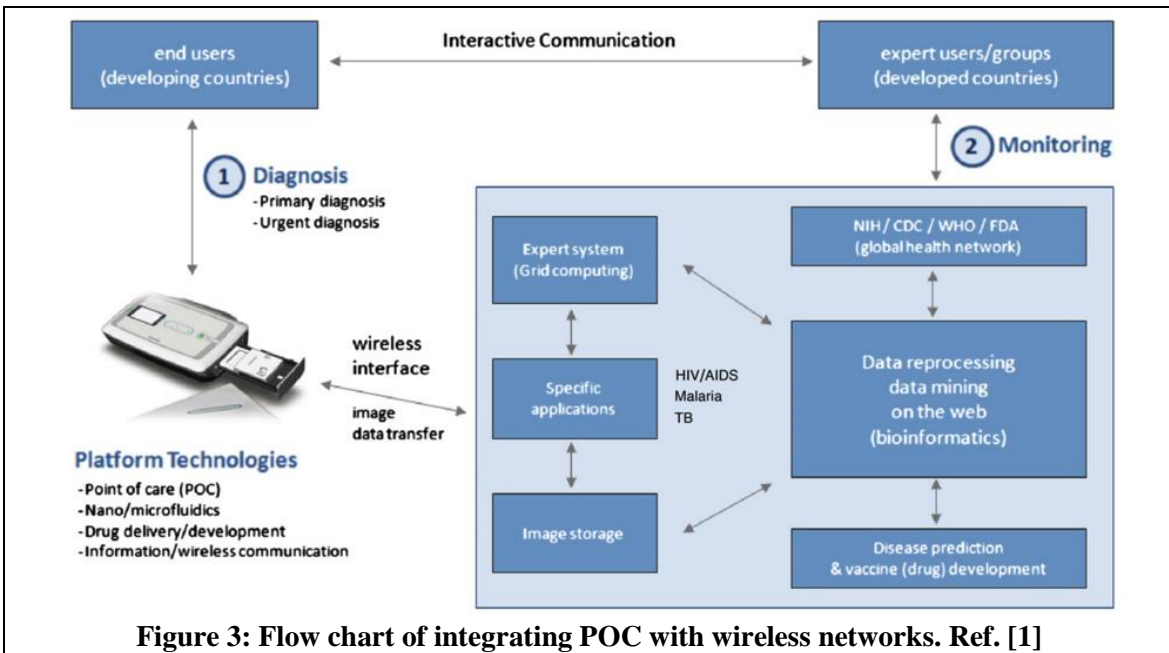 end users
(developing countries)
Interactive Communication
expert users/groups
(developed countries)
1 Diagnosis
-Primary diagnosis
-Urgent diagnosis
2 Monitoring
Expert system
(Grid computing)
NIH / CDC / WHO / FDA
(global health network)
wireless
interface
image
data transfer
Specific
applications
HIV/AIDS
Malaria
TB
Data reprocessing
data mining
on the web
(bioinformatics)
Platform Technologies
-Point of care (POC)
-Nano/microfluidics
-Drug delivery/development
-Information/wireless communication
Image storage
Disease prediction
& vaccine (drug) development
Figure 3: Flow chart of integrating POC with wireless networks. Ref. [1]